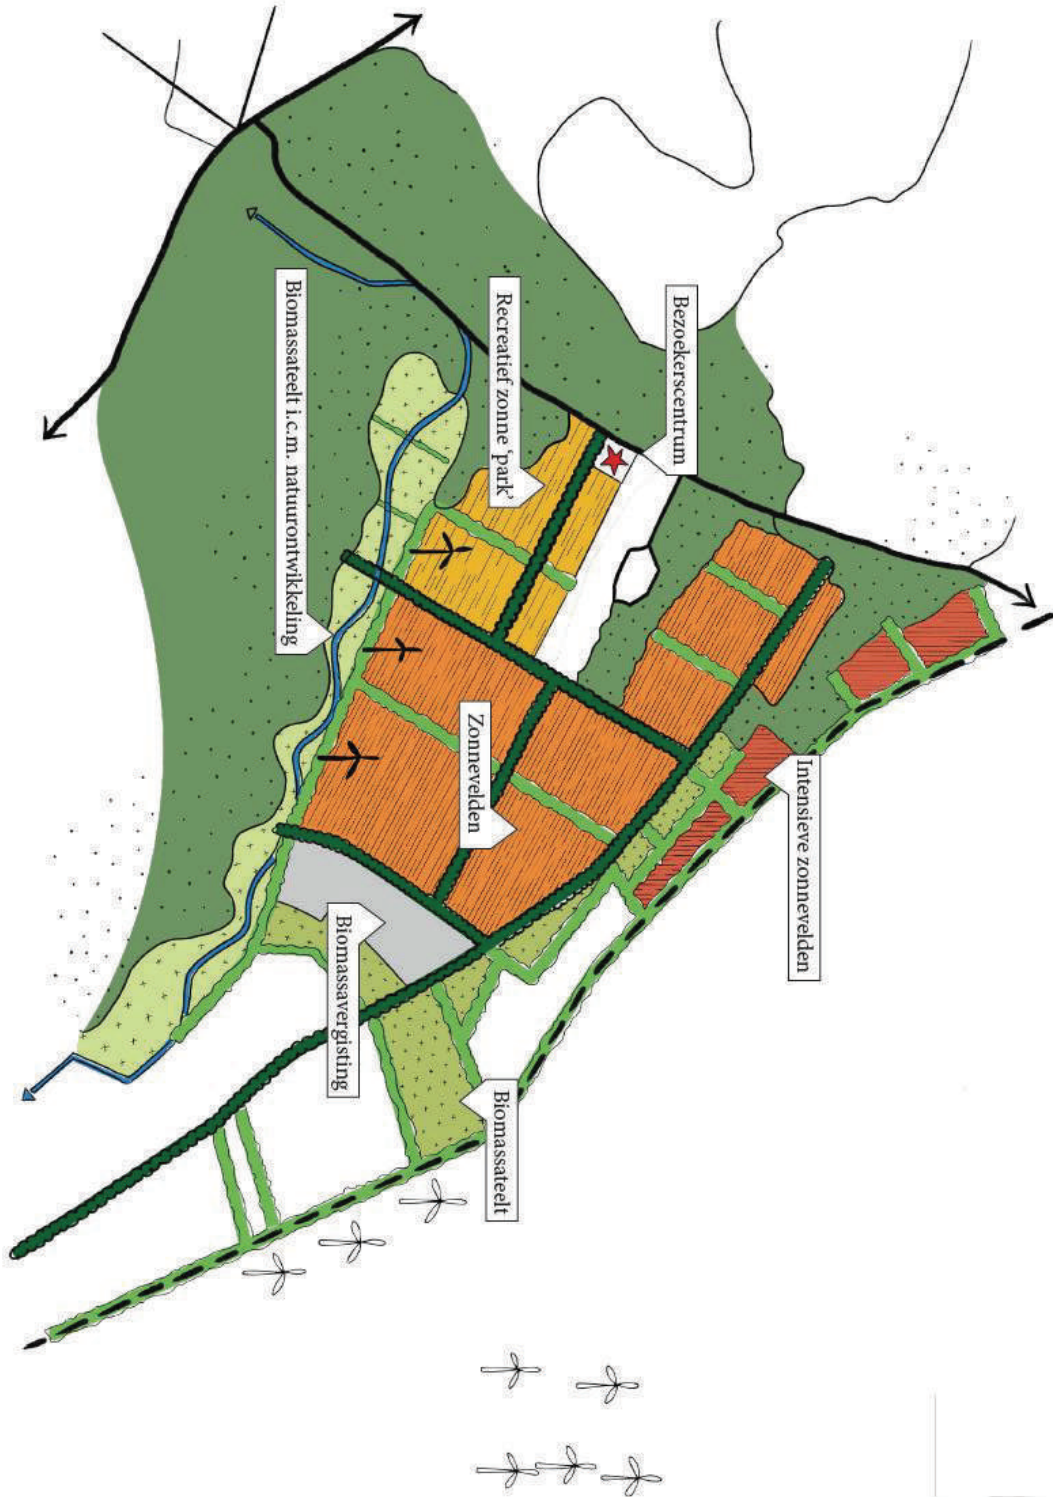 Bezoekerscentrum
Recreatief zonne 'park'
Biomassateelt i.c.m. natuurontwikkeling
Intensieve zonnevelden
Zonnevelden
Biomassavergisting
Biomassateelt